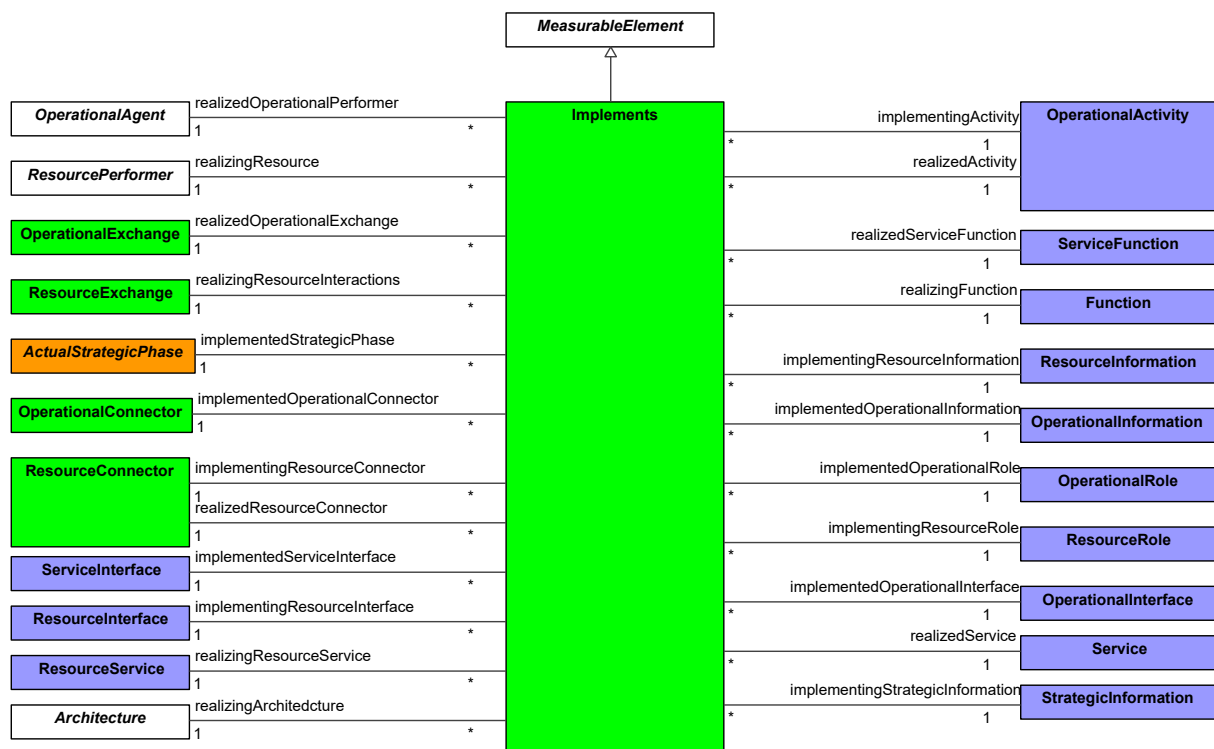 MeasurableElement
OperationalAgent
realizedOperationalPerformer
1
*
Implements
implementingActivity
*
1
OperationalActivity
realizedActivity
*
1
ResourcePerformer
realizingResource
1
*
OperationalExchange
realizedOperationalExchange
1
*
realizedServiceFunction
*
1
ServiceFunction
ResourceExchange
realizingResourceInteractions
1
*
realizingFunction
*
1
Function
ActualStrategicPhase
implementedStrategicPhase
1
*
implementingResourceInformation
*
1
ResourceInformation
OperationalConnector
implementedOperationalConnector
1
*
implementedOperationalInformation
*
1
OperationalInformation
ResourceConnector
implementingResourceConnector
1
*
realizedResourceConnector
1
*
implementedOperationalRole
*
1
OperationalRole
implementingResourceRole
*
1
ResourceRole
ServiceInterface
implementedServiceInterface
1
*
implementedOperationalInterface
*
1
OperationalInterface
ResourceInterface
implementingResourceInterface
1
*
realizedService
*
1
Service
ResourceService
realizingResourceService
1
*
implementingStrategicInformation
*
1
StrategicInformation
Architecture
realizingArchitedcture
1
*